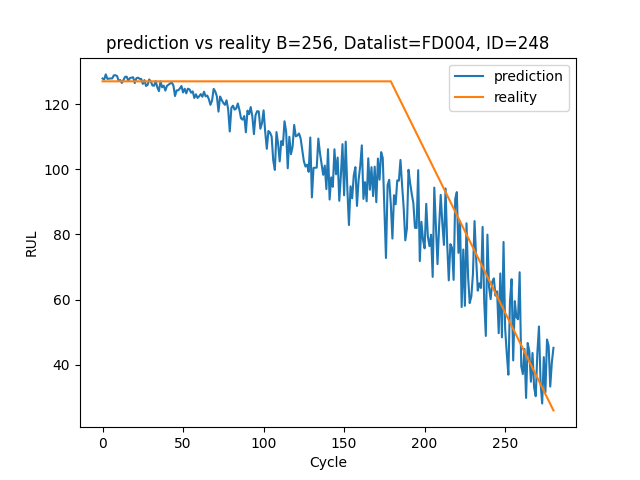 prediction vs reality B=256, Datalist=FD004, ID=248
prediction
reality
RUL
120
100
80
60
40
0
50
100
150
200
250
Cycle